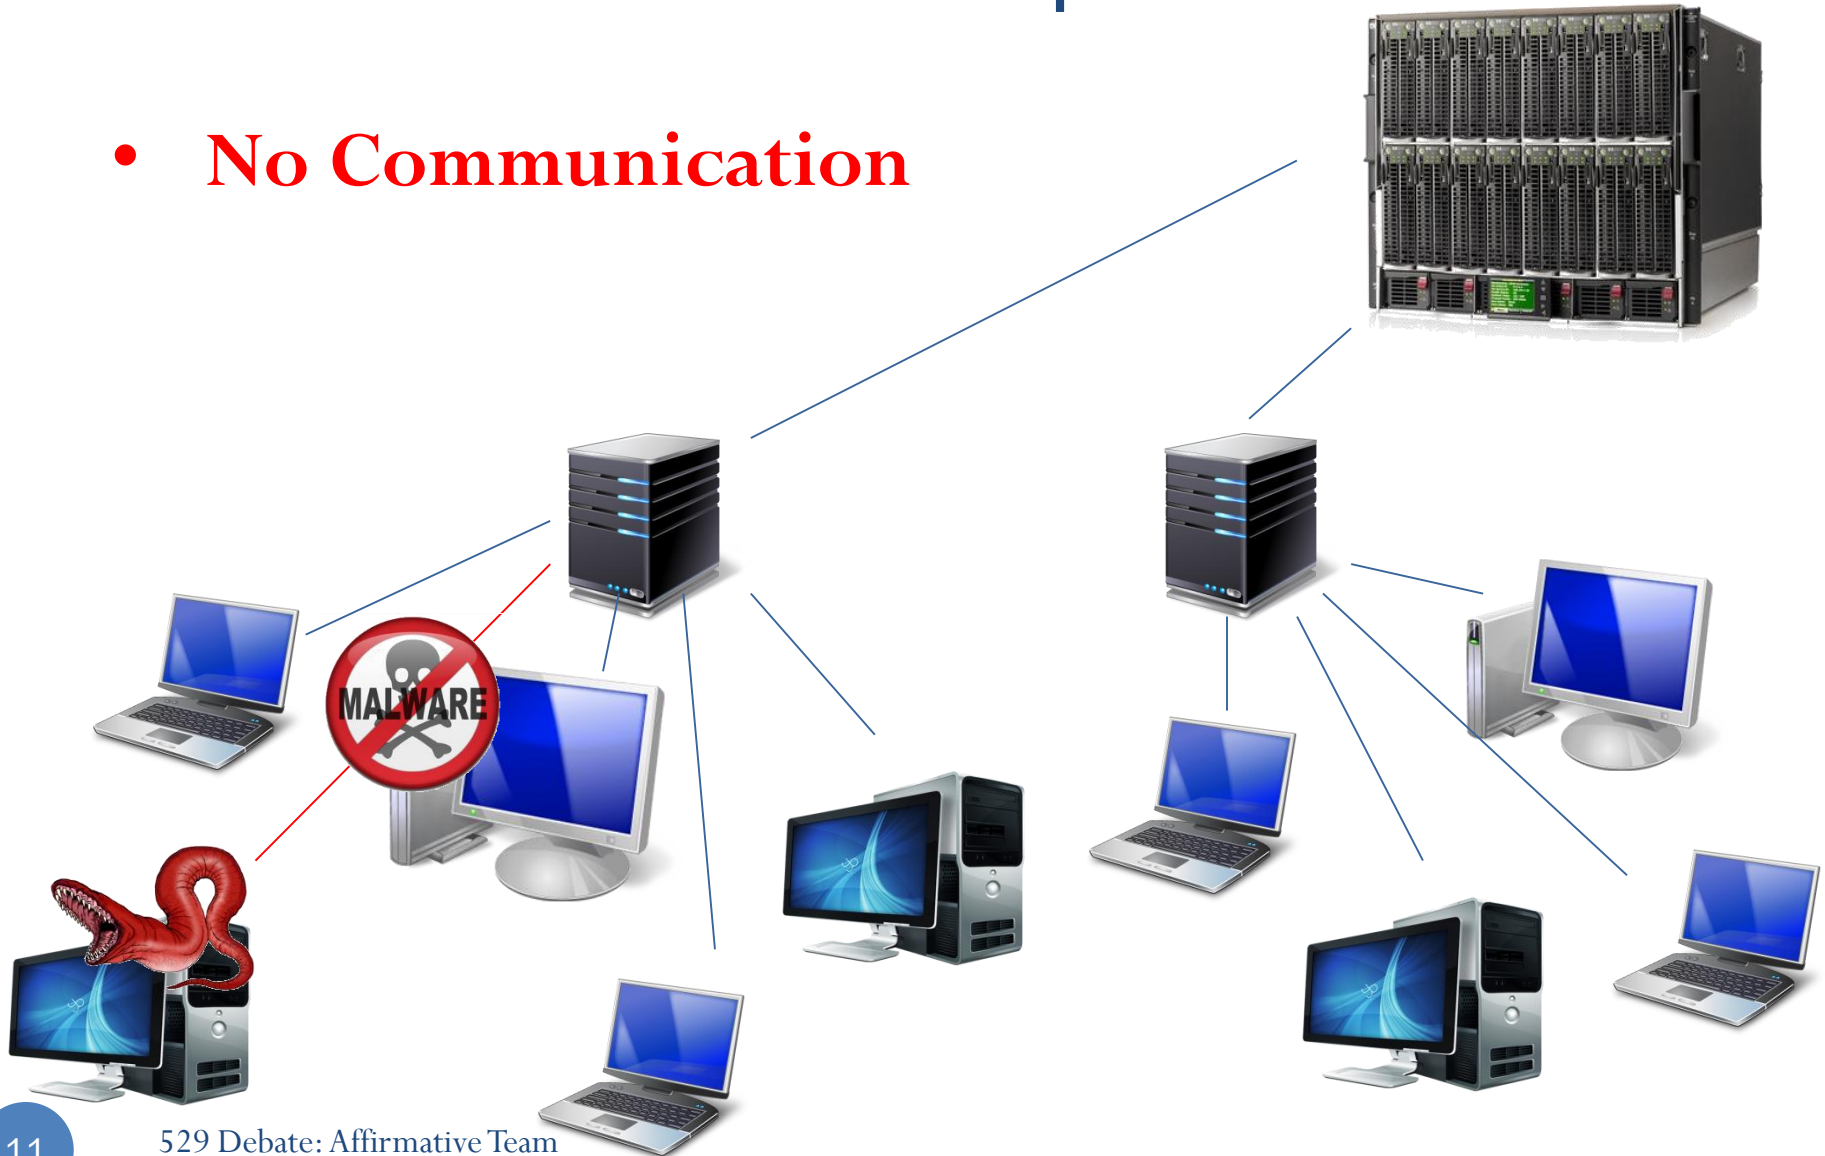 • No Communication
MALWARE
11
529 Debate: Affirmative Team